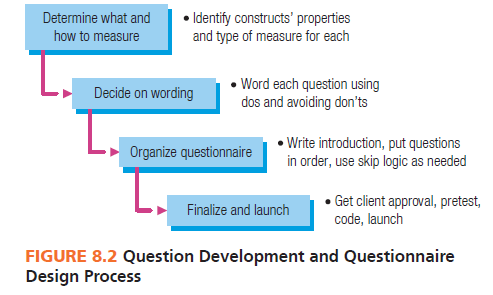 Determine what and
how to measure
• Identify constructs' properties
and type of measure for each
Decide on wording
• Word each question using
dos and avoiding don'ts
Organize questionnaire
• Write introduction, put questions
in order, use skip logic as needed
Finalize and launch
• Get client approval, pretest,
code, launch
FIGURE 8.2 Question Development and Questionnaire
Design Process